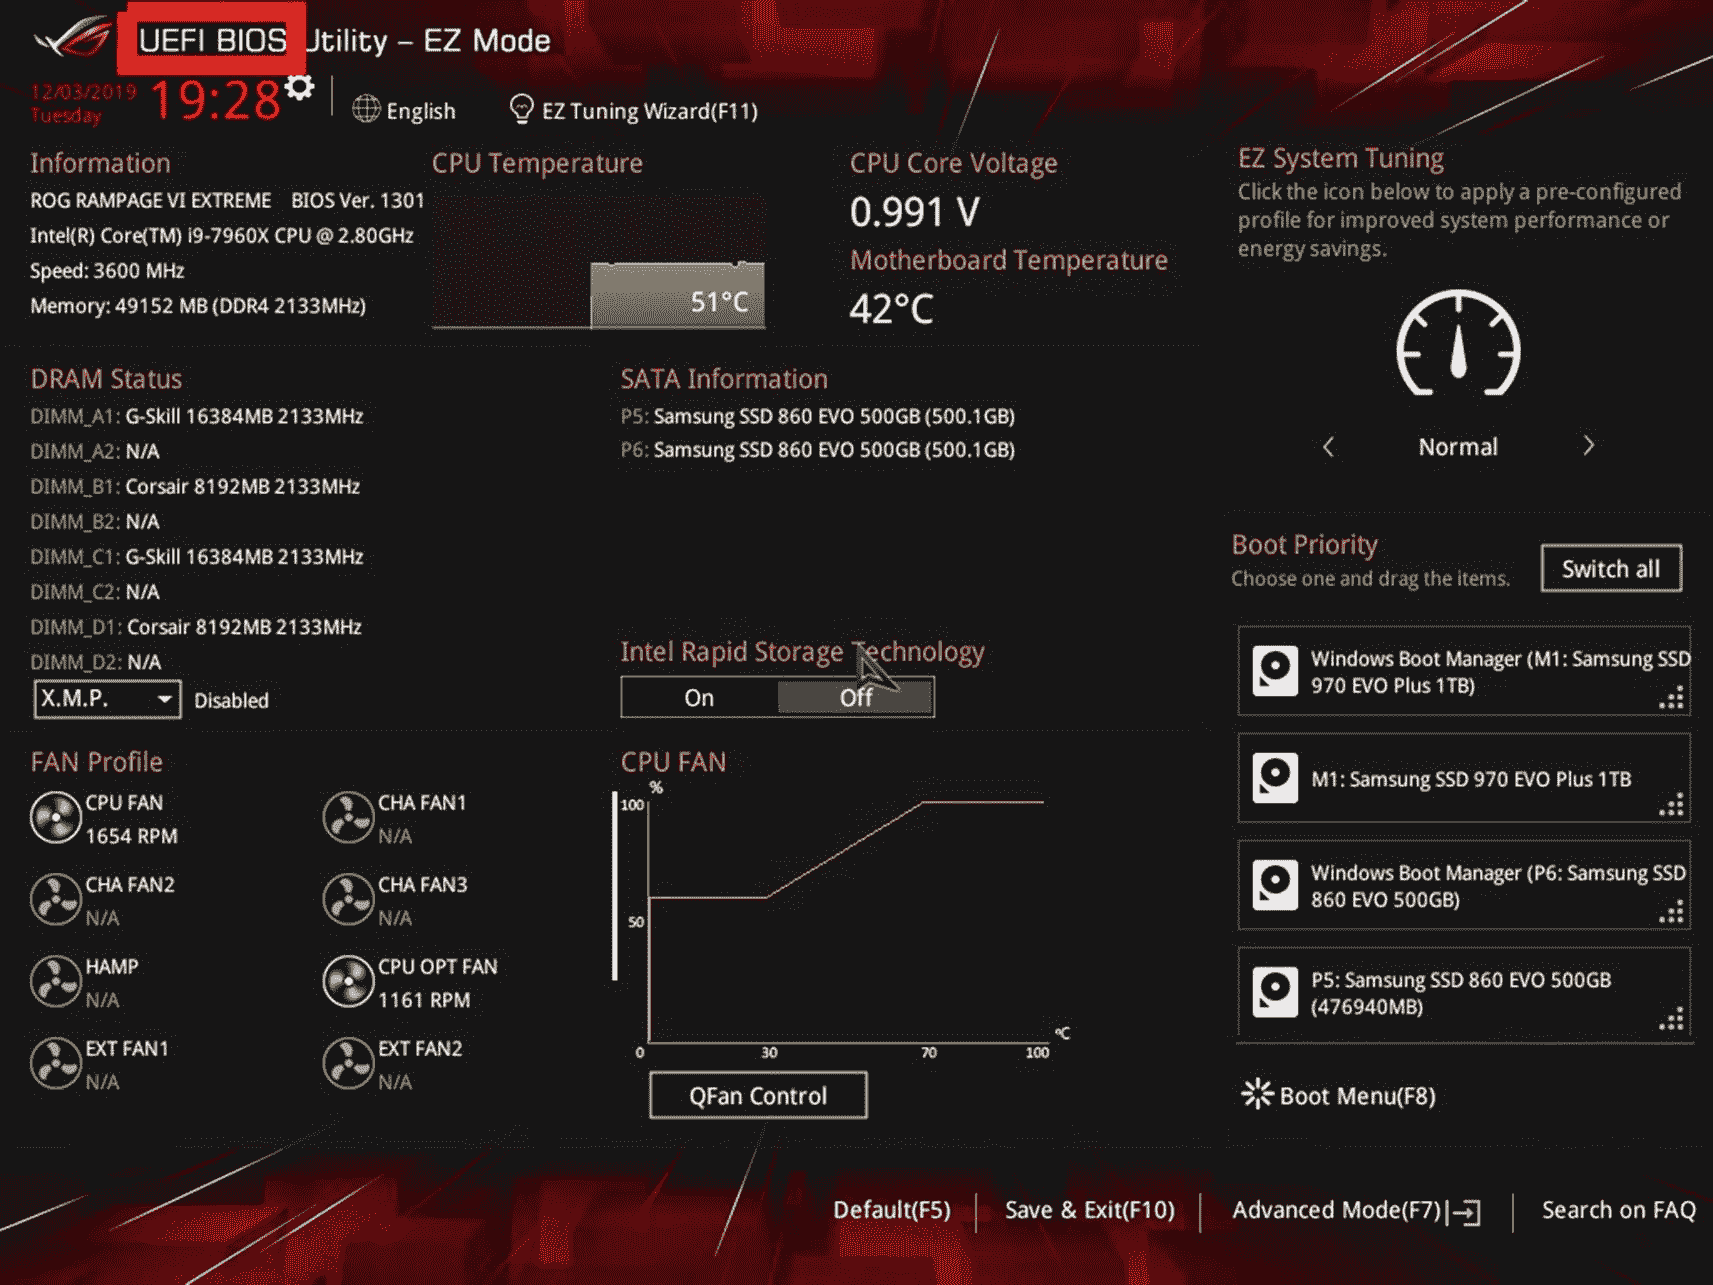 UEFI BIOS Utility – EZ Mode
12/03/2019
Tuesday
19:28
English
EZ Tuning Wizard(F11)
Information
ROG RAMPAGE VI EXTREME BIOS Ver. 1301
Intel(R) Core(TM) i9-7960X CPU @ 2.80GHz
Speed: 3600 MHz
Memory: 49152 MB (DDR4 2133MHz)
CPU Temperature
51°C
CPU Core Voltage
0.991 V
Motherboard Temperature
42°C
EZ System Tuning
Click the icon below to apply a pre-configured
profile for improved system performance or
energy savings.
Normal
DRAM Status
DIMM_A1: G-Skill 16384MB 2133MHz
DIMM_A2: N/A
DIMM_B1: Corsair 8192MB 2133MHz
DIMM_B2: N/A
DIMM_C1: G-Skill 16384MB 2133MHz
DIMM_C2: N/A
DIMM_D1: Corsair 8192MB 2133MHz
DIMM_D2: N/A
X.M.P.
Disabled
SATA Information
P5: Samsung SSD 860 EVO 500GB (500.1GB)
P6: Samsung SSD 860 EVO 500GB (500.1GB)
Intel Rapid Storage Technology
On
Off
Boot Priority
Choose one and drag the items.
Switch all
Windows Boot Manager (M1: Samsung SSD
970 EVO Plus 1TB)
M1: Samsung SSD 970 EVO Plus 1TB
Windows Boot Manager (P6: Samsung SSD
860 EVO 500GB)
P5: Samsung SSD 860 EVO 500GB
(476940MB)
Boot Menu(F8)
FAN Profile
CPU FAN
1654 RPM
CHA FAN1
N/A
CHA FAN2
N/A
CHA FAN3
N/A
HAMP
N/A
CPU OPT FAN
1161 RPM
EXT FAN1
N/A
EXT FAN2
N/A
CPU FAN
%
100
50
0
30
70
100
°C
QFan Control
Default(F5)
Save & Exit(F10)
Advanced Mode(F7)
Search on FAQ